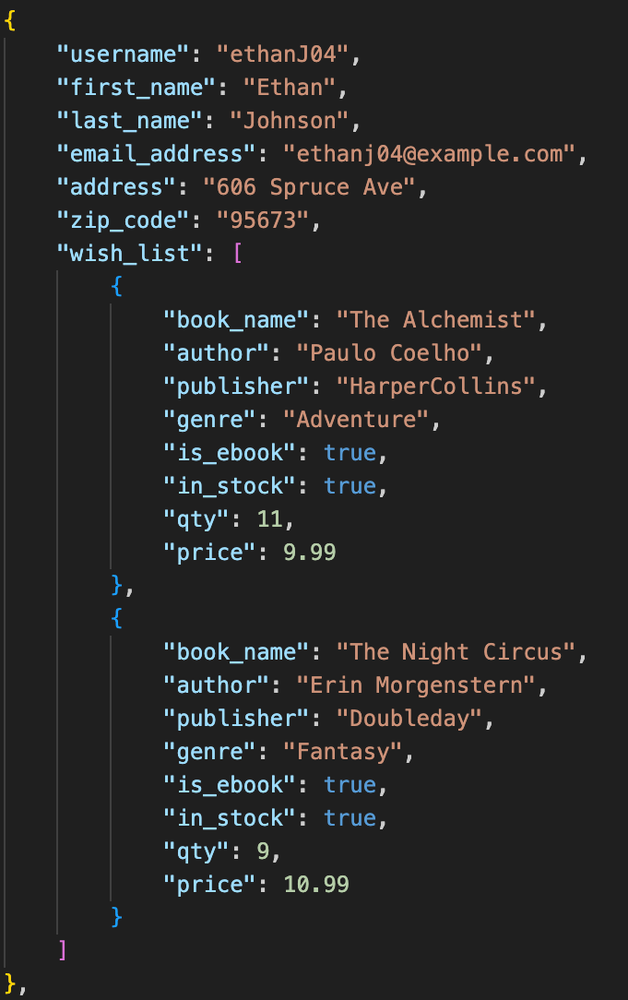 {
    "username": "ethanJ04",
    "first_name": "Ethan",
    "last_name": "Johnson",
    "email_address": "ethanj04@example.com",
    "address": "606 Spruce Ave",
    "zip_code": "95673",
    "wish_list": [
        {
            "book_name": "The Alchemist",
            "author": "Paulo Coelho",
            "publisher": "HarperCollins",
            "genre": "Adventure",
            "is_ebook": true,
            "in_stock": true,
            "qty": 11,
            "price": 9.99
        },
        {
            "book_name": "The Night Circus",
            "author": "Erin Morgenstern",
            "publisher": "Doubleday",
            "genre": "Fantasy",
            "is_ebook": true,
            "in_stock": true,
            "qty": 9,
            "price": 10.99
        }
    ]
},